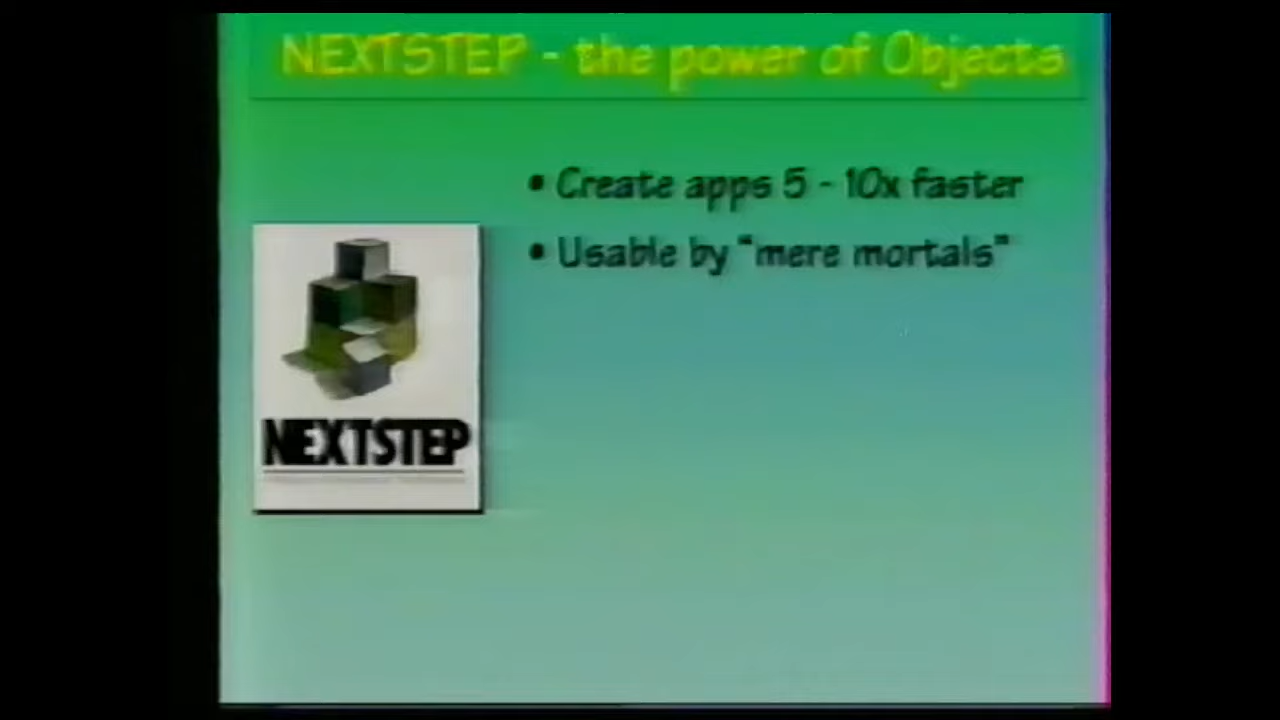 NEXTSTEP - the power of Objects
• Create apps 5 - 10x faster
• Usable by "mere mortals"
NEXTSTEP